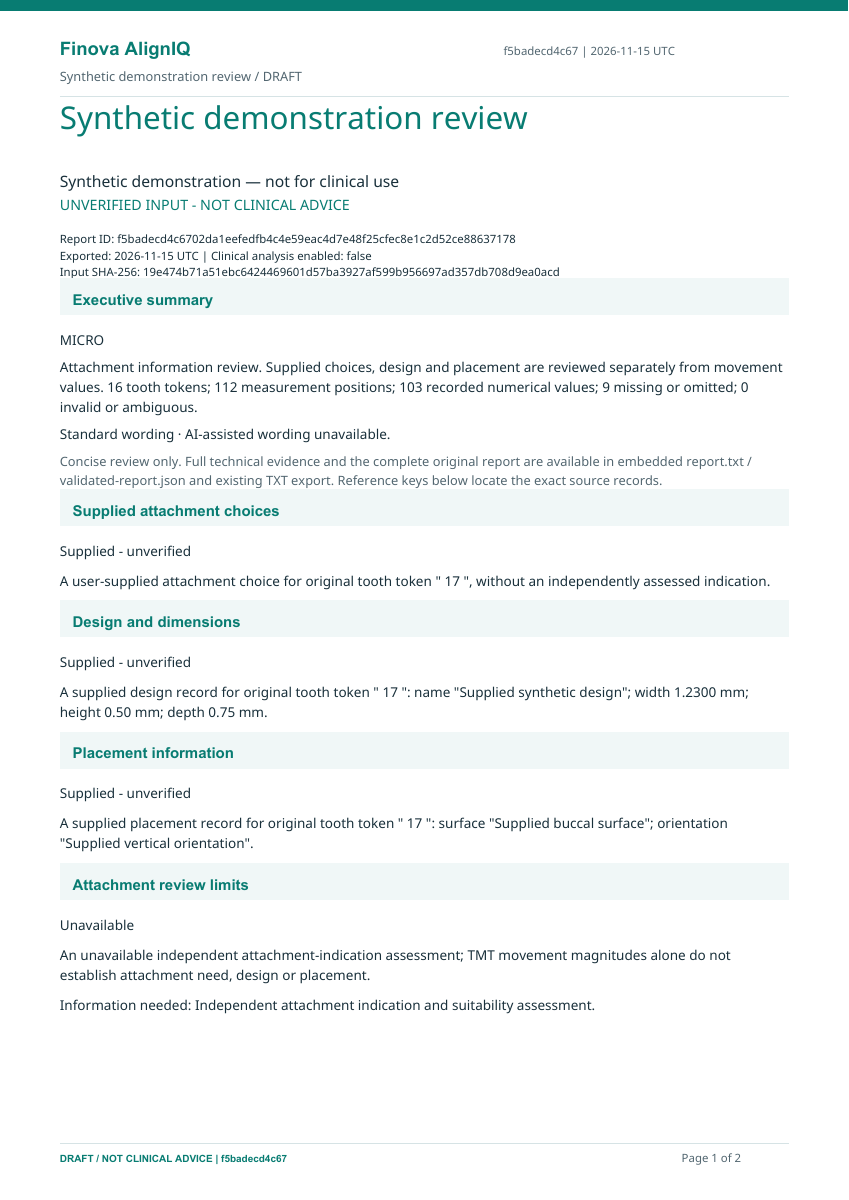 Finova AlignIQ
f5badecd4c67 | 2026-11-15 UTC
Synthetic demonstration review / DRAFT
Synthetic demonstration review
Synthetic demonstration — not for clinical use
UNVERIFIED INPUT - NOT CLINICAL ADVICE
Report ID: f5badecd4c6702da1eefedfb4c4e59eac4d7e48f25cfec8e1c2d52ce88637178
Exported: 2026-11-15 UTC | Clinical analysis enabled: false
Input SHA-256: 19e474b71a51ebc6424469601d57ba3927af599b956697ad357db708d9ea0acd
Executive summary
MICRO
Attachment information review. Supplied choices, design and placement are reviewed separately from movement
values. 16 tooth tokens; 112 measurement positions; 103 recorded numerical values; 9 missing or omitted; 0
invalid or ambiguous.
Standard wording · AI-assisted wording unavailable.
Concise review only. Full technical evidence and the complete original report are available in embedded report.txt /
validated-report.json and existing TXT export. Reference keys below locate the exact source records.
Supplied attachment choices
Supplied - unverified
A user-supplied attachment choice for original tooth token " 17 ", without an independently assessed indication.
Design and dimensions
Supplied - unverified
A supplied design record for original tooth token " 17 ": name "Supplied synthetic design"; width 1.2300 mm;
height 0.50 mm; depth 0.75 mm.
Placement information
Supplied - unverified
A supplied placement record for original tooth token " 17 ": surface "Supplied buccal surface"; orientation
"Supplied vertical orientation".
Attachment review limits
Unavailable
An unavailable independent attachment-indication assessment; TMT movement magnitudes alone do not
establish attachment need, design or placement.
Information needed: Independent attachment indication and suitability assessment.
DRAFT / NOT CLINICAL ADVICE | f5badecd4c67
Page 1 of 2